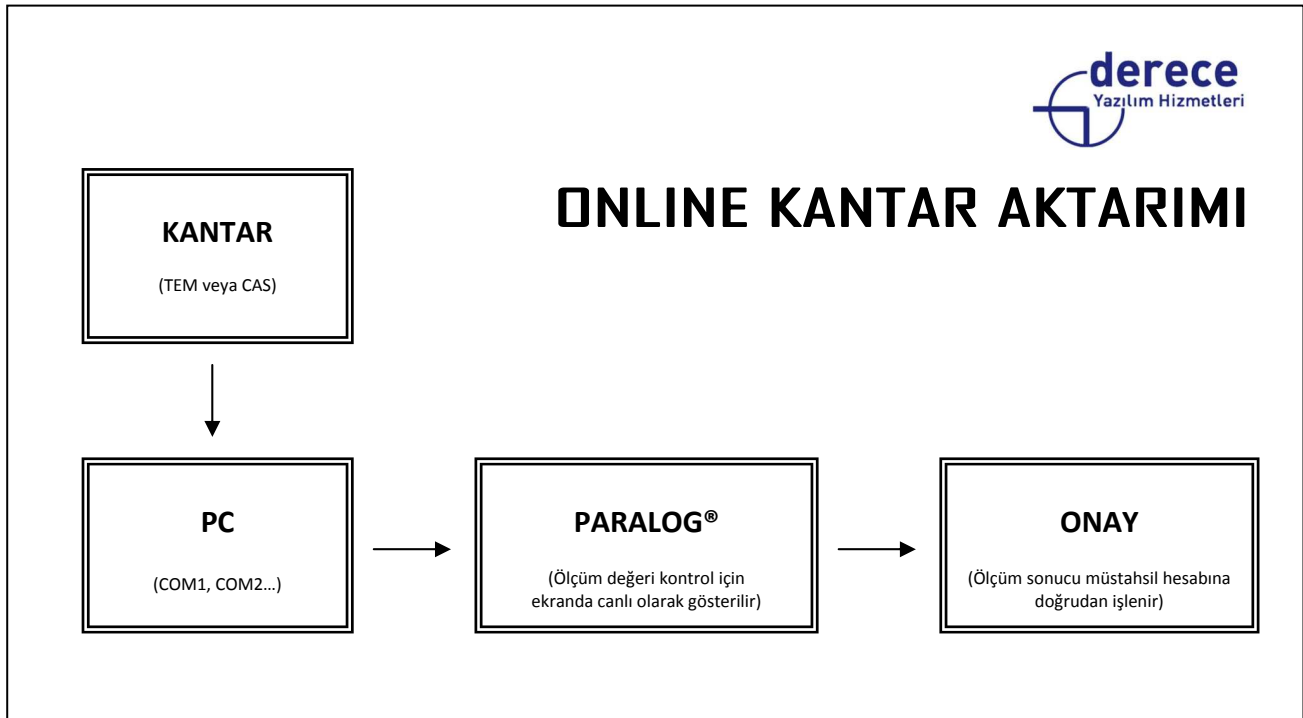 derece
Yazılım Hizmetleri
ONLINE KANTAR AKTARIMI
KANTAR
(TEM veya CAS)
PC
(COM1, COM2…)
PARALOG®
(Ölçüm değeri kontrol için
ekranda canlı olarak gösterilir)
ONAY
(Ölçüm sonucu müstahsil hesabına
doğrudan işlenir)